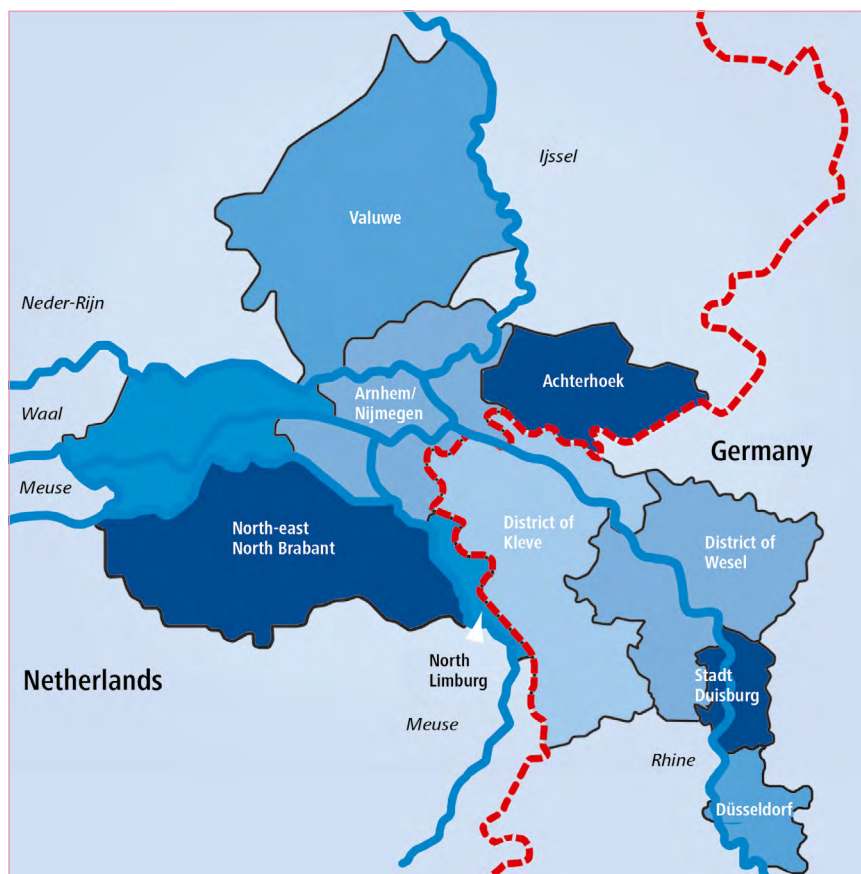 Ijssel
Valuwe
Neder-Rijn
Achterhoek
Arnhem/
Nijmegen
Waal
Germany
Meuse
North-east
North Brabant
District of
Kleve
District of
Wesel
North
Limburg
Netherlands
Stadt
Duisburg
Meuse
Rhine
Düsseldorf